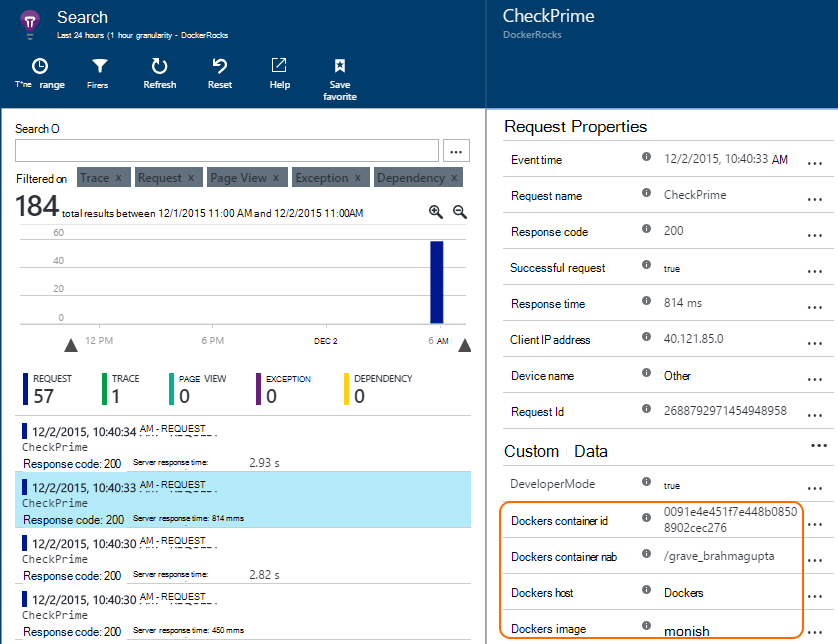 Search
Last 24 hours (1 hour granularity - DockerRocks
T*ne range
Firers
Refresh
Reset
Help
Save
favorite
Search O
...
Filtered on Trace x Request x Page View x Exception x Dependency x
184 total results between 12/1/2015 11:00 AM and 12/2/2015 11:00AM
60
40
20
0
12 PM
6 PM
DEC 2
6 AM
REQUEST
57
TRACE
1
PAGE VIEW
0
EXCEPTION
0
DEPENDENCY
0
12/2/2015, 10:40:34 AM - REQUEST
CheckPrime
Response code: 200 Server response time: 2.93 s
12/2/2015, 10:40:33 AM - REQUEST
CheckPrime
Response code: 200 Server response time: 814 mms
12/2/2015, 10:40:30 AM - REQUEST
CheckPrime
Response code: 200 Server response time: 2.82 s
12/2/2015, 10:40:30 AM - REQUEST
CheckPrime
Response code: 200 Server response time: 450 mms
CheckPrime
DockerRocks
Request Properties
Event time 12/2/2015, 10:40:33 AM ...
Request name CheckPrime ...
Response code 200 ...
Successful request true ...
Response time 814 ms ...
Client IP address 40.121.85.0 ...
Device name Other ...
Request Id 2688792971454948958 ...
Custom Data ...
DeveloperMode true ...
Dockers container id 0091e4e451f7e448b0850
8902cec276 ...
Dockers container nab /grave_brahmagupta ...
Dockers host Dockers ...
Dockers image monish ...